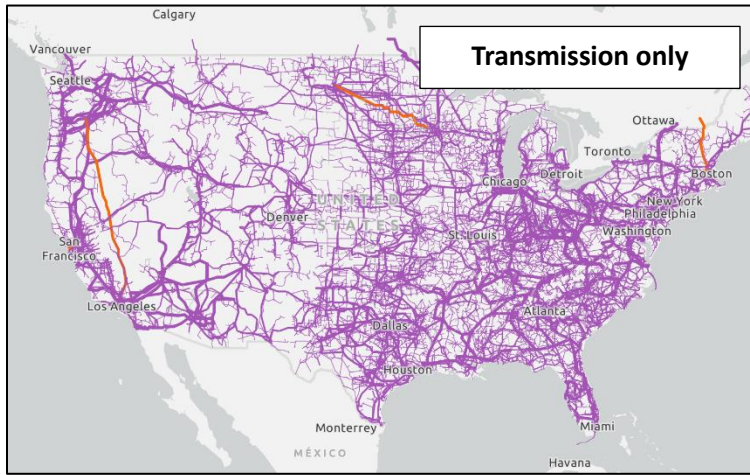 Calgary
Transmission only
Vancouver
Seattle
Ottawa
Toronto
Boston
Chicago
Detroit
New York
Philadelphia
UNITED
STATES
Denver
San
Francisco
St. Louis
Washington
Los Angeles
Atlanta
Dallas
Houston
Monterrey
Miami
MÉXICO
Havana